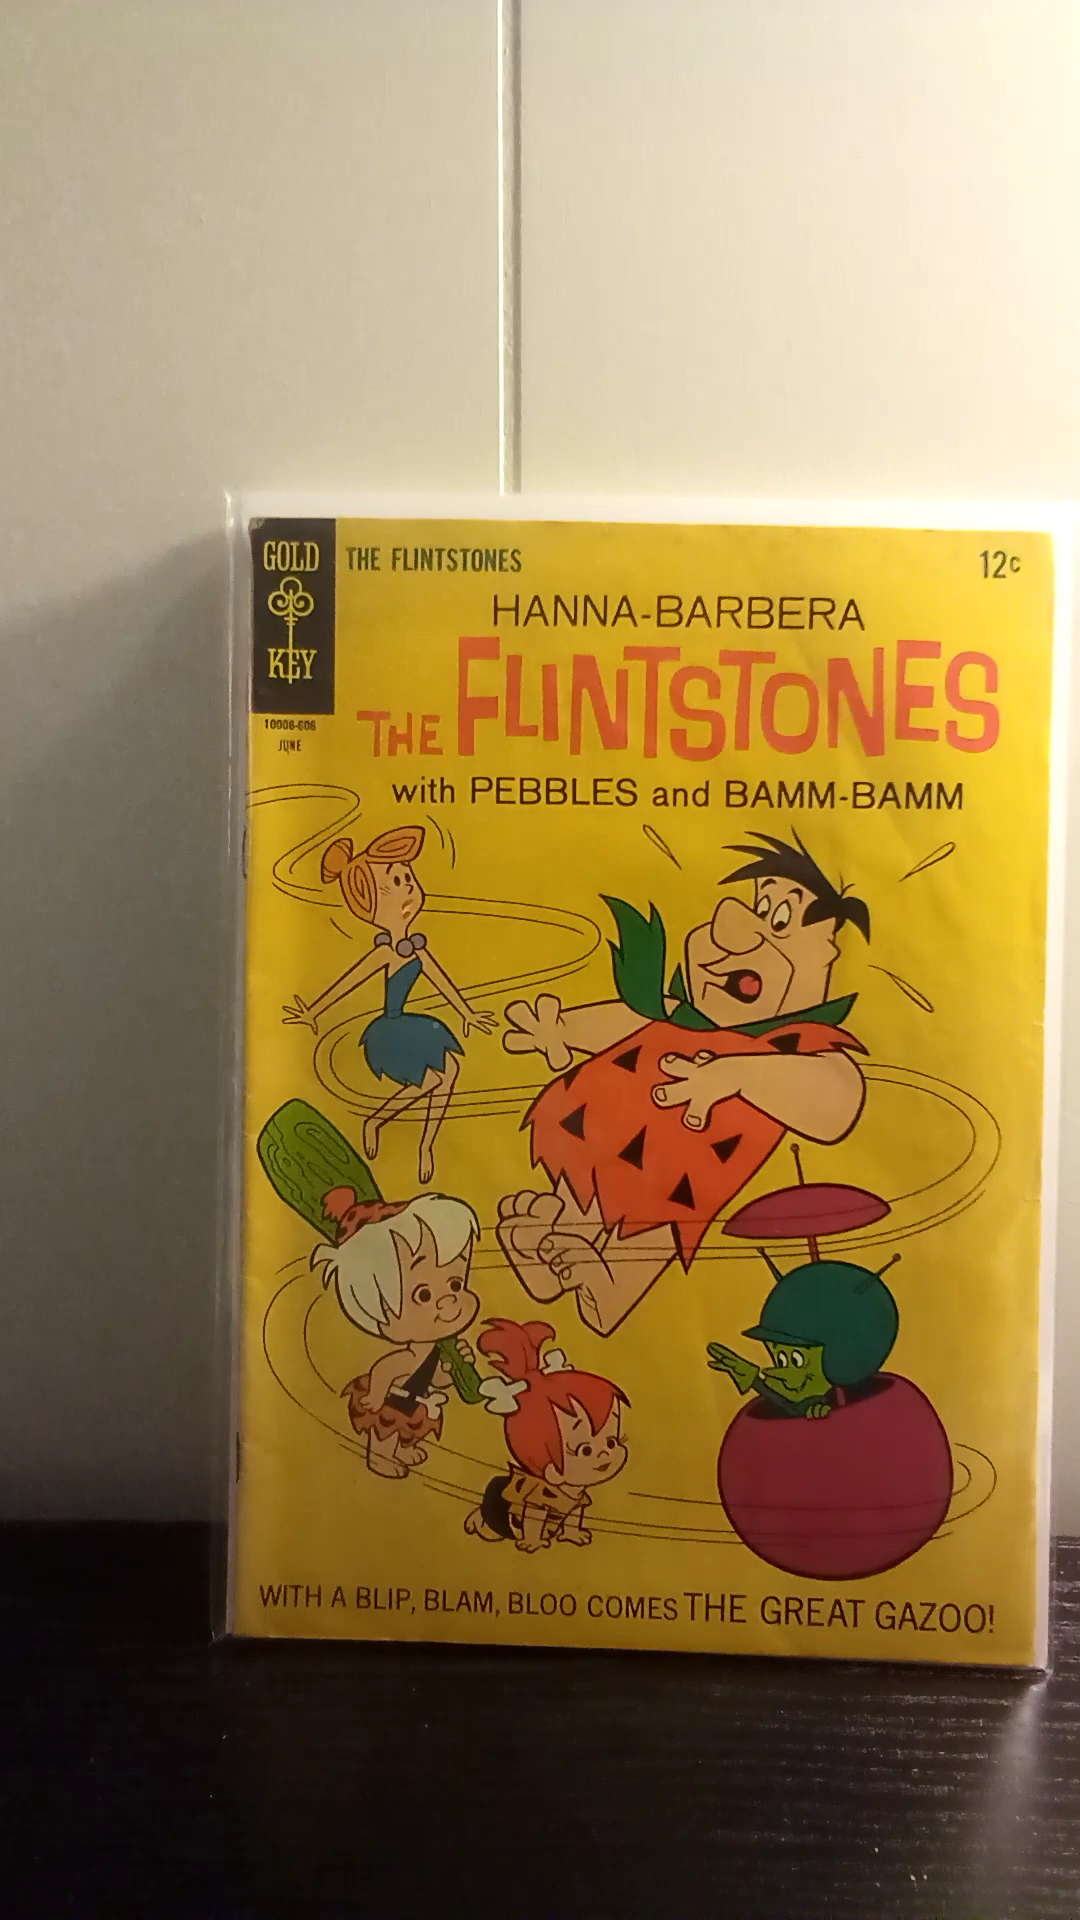 GOLD
KEY
THE FLINTSTONES
12c
10006-606
JUNE
HANNA-BARBERA
THE FLINTSTONES
with PEBBLES and BAMM-BAMM
WITH A BLIP, BLAM, BLOO COMES THE GREAT GAZOO!